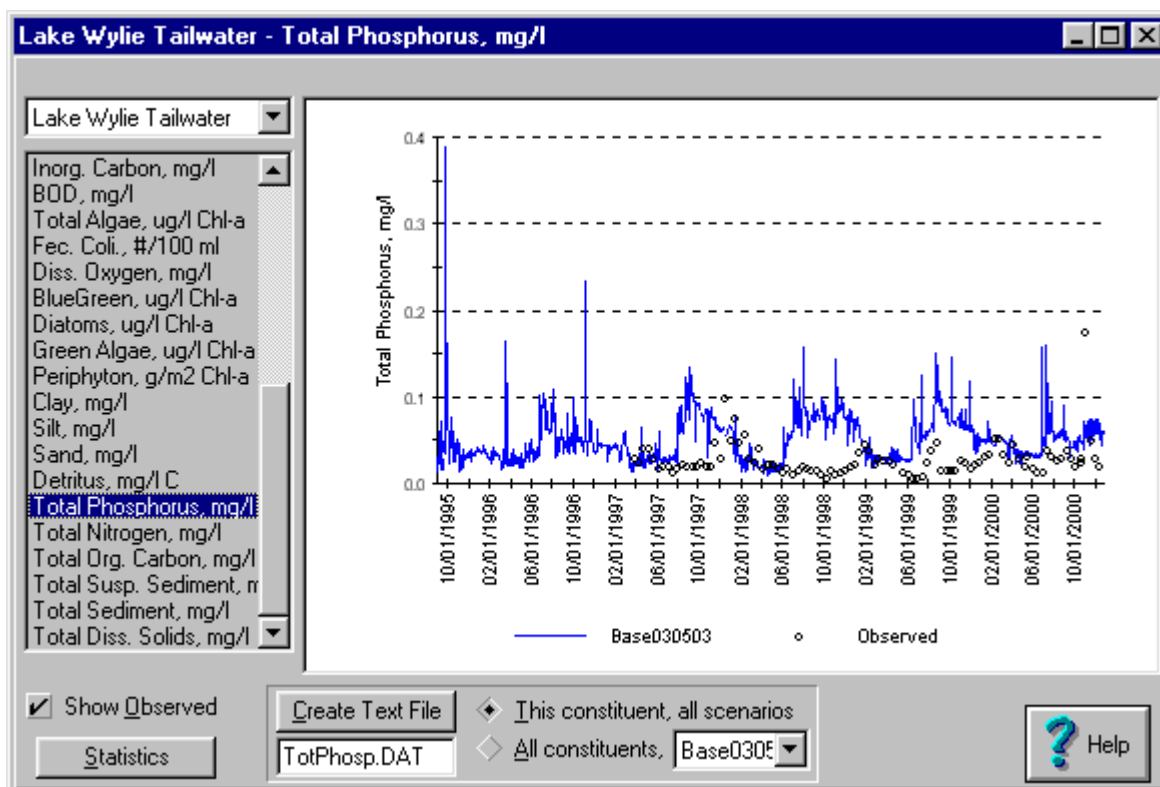 Lake Wylie Tailwater - Total Phosphorus, mg/l
Lake Wylie Tailwater
Inorg. Carbon, mg/l
BOD, mg/l
Total Algae, ug/l Chl-a
Fec. Coli., #/100 ml
Diss. Oxygen, mg/l
BlueGreen, ug/l Chl-a
Diatoms, ug/l Chl-a
Green Algae, ug/l Chl-a
Periphyton, g/m2 Chl-a
Clay, mg/l
Silt, mg/l
Sand, mg/l
Detritus, mg/l C
Total Phosphorus, mg/l
Total Nitrogen, mg/l
Total Org. Carbon, mg/l
Total Susp. Sediment, m
Total Sediment, mg/l
Total Diss. Solids, mg/l
Total Phosphorus, mg/l
0.4
0.3
0.2
0.1
0.0
10/01/1995
02/01/1996
06/01/1996
10/01/1996
02/01/1997
06/01/1997
10/01/1997
02/01/1998
06/01/1998
10/01/1998
02/01/1999
06/01/1999
10/01/1999
02/01/2000
06/01/2000
10/01/2000
Base030503
Observed
Show Observed
Statistics
Create Text File
TotPhosp.DAT
This constituent, all scenarios
All constituents,
Base0305
Help